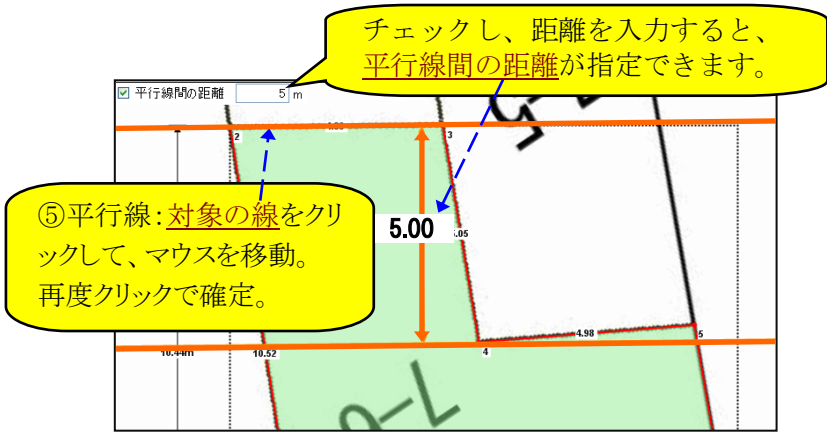 チェックし、距離を入力すると、
平行線間の距離が指定できます。
平行線間の距離 5 m
2
3
⑤平行線:対象の線をクリ
ックして、マウスを移動。
再度クリックで確定。
5.00
.05
4.98
5
4
10.44m
10.52